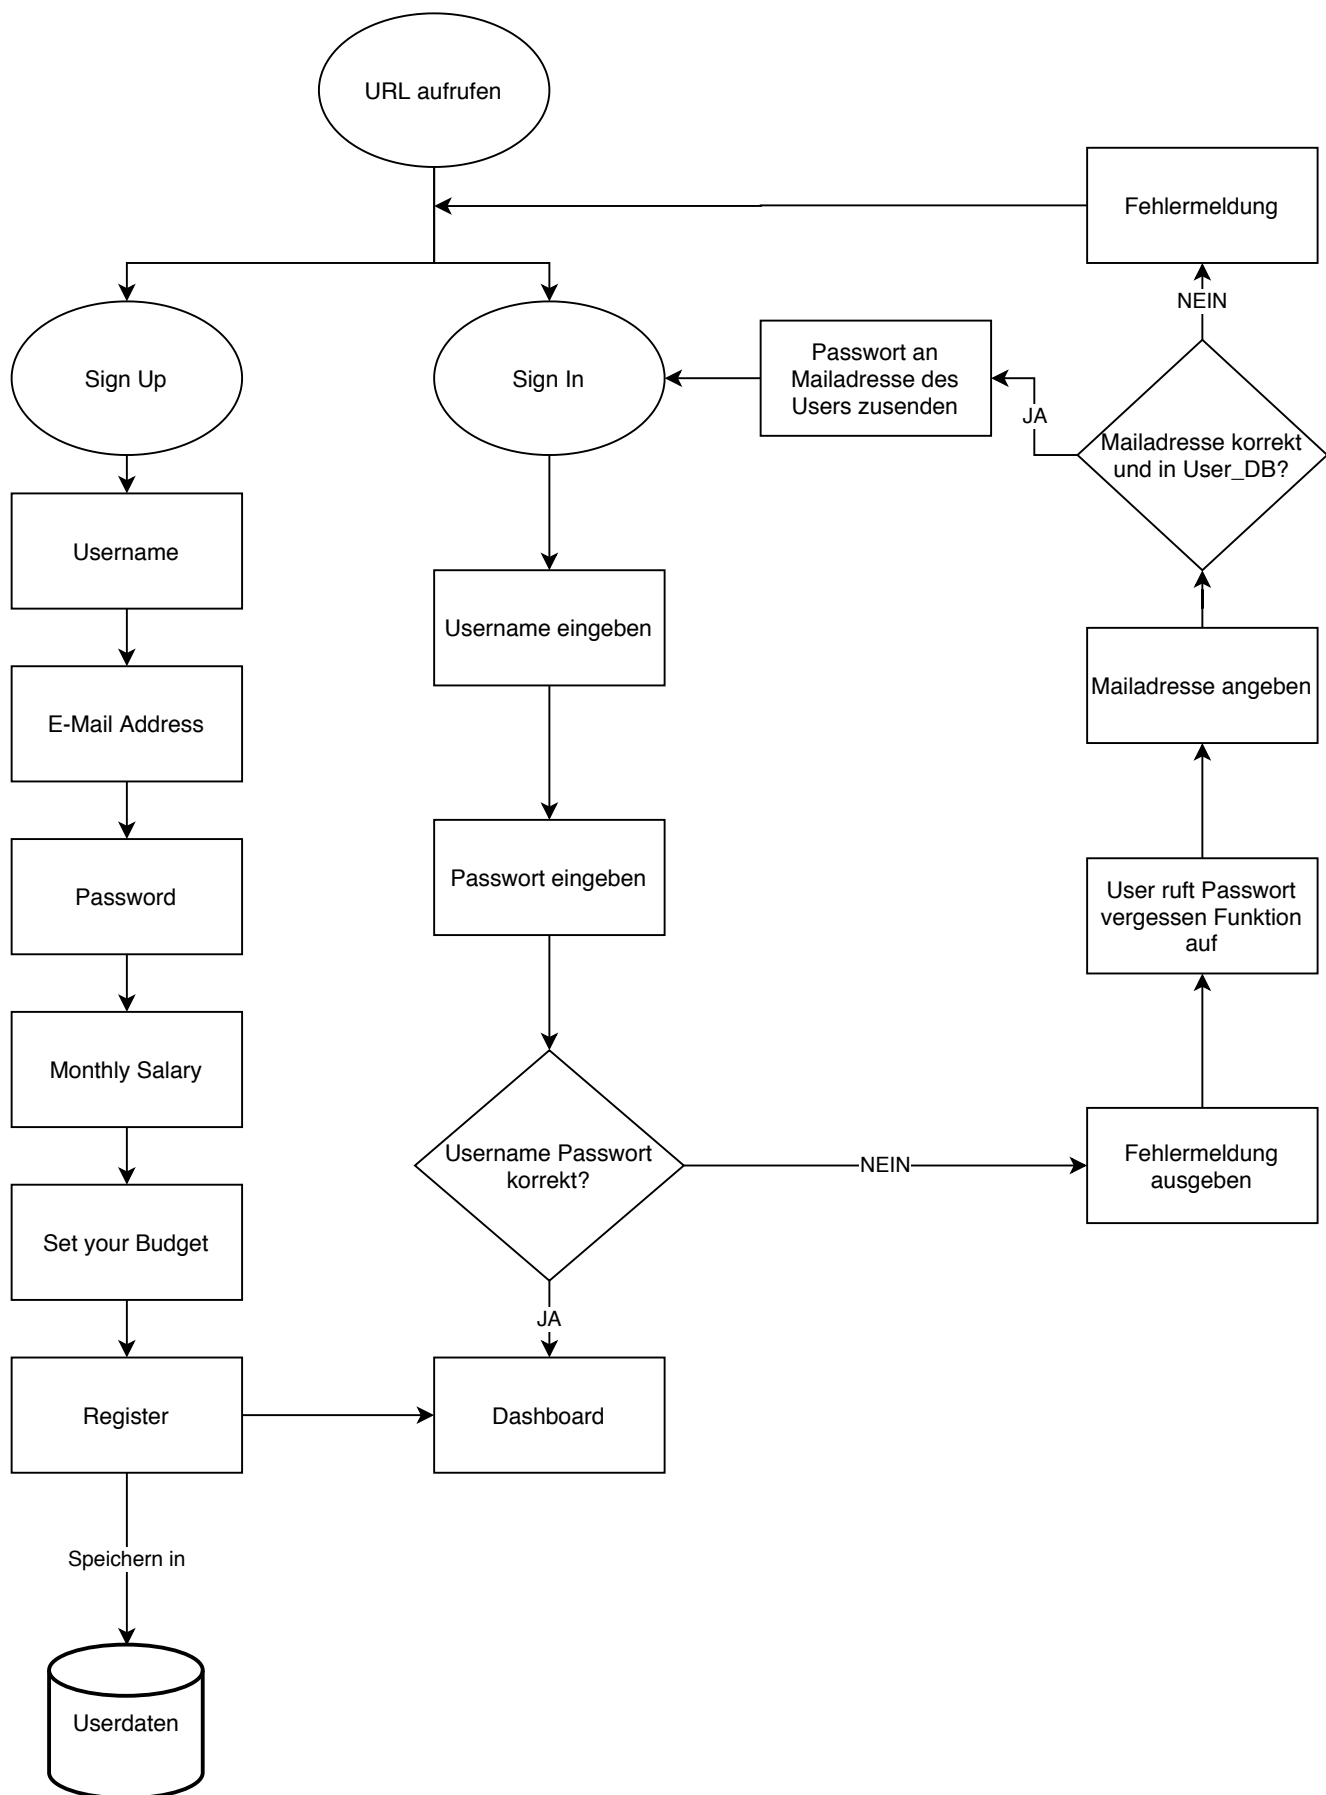 URL aufrufen
Fehlermeldung
NEIN
Sign Up
Sign In
Passwort an
Mailadresse des
Users zusenden
JA
Mailadresse korrekt
und in User_DB?
Username
Username eingeben
Mailadresse angeben
E-Mail Address
Password
Passwort eingeben
User ruft Passwort
vergessen Funktion
auf
Monthly Salary
Username Passwort
korrekt?
NEIN
Fehlermeldung
ausgeben
Set your Budget
JA
Register
Dashboard
Speichern in
Userdaten